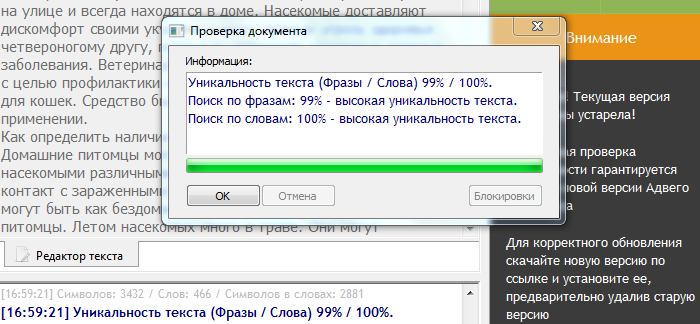 на улице и всегда находятся в доме. Насекомые доставляют
дискомфорт своими
четвероногому другу,
заболевания. Ветерина
с целью профилактики
для кошек. Средство
применении.
Как определить налич
Домашние питомцы мо
насекомыми различным
контакт с зараженным
могут быть как бездом
питомцы. Летом насекомых много в траве. Они могут
Редактор текста
[16:59:21] Символов: 3432 / Слов: 466 / Символов в словах: 2881
[16:59:21] Уникальность текста (Фразы / Слова) 99% / 100%.
Проверка документа
Информация:
Уникальность текста (Фразы / Слова) 99% / 100%.
Поиск по фразам: 99% - высокая уникальность текста.
Поиск по словам: 100% - высокая уникальность текста.
ОК
Отмена
Блокировки
Внимание
Текущая версия
устарела!
проверка
гарантируется
новой версии Адвего
Для корректного обновления
скачайте новую версию по
ссылке и установите ее,
предварительно удалив старую
версию